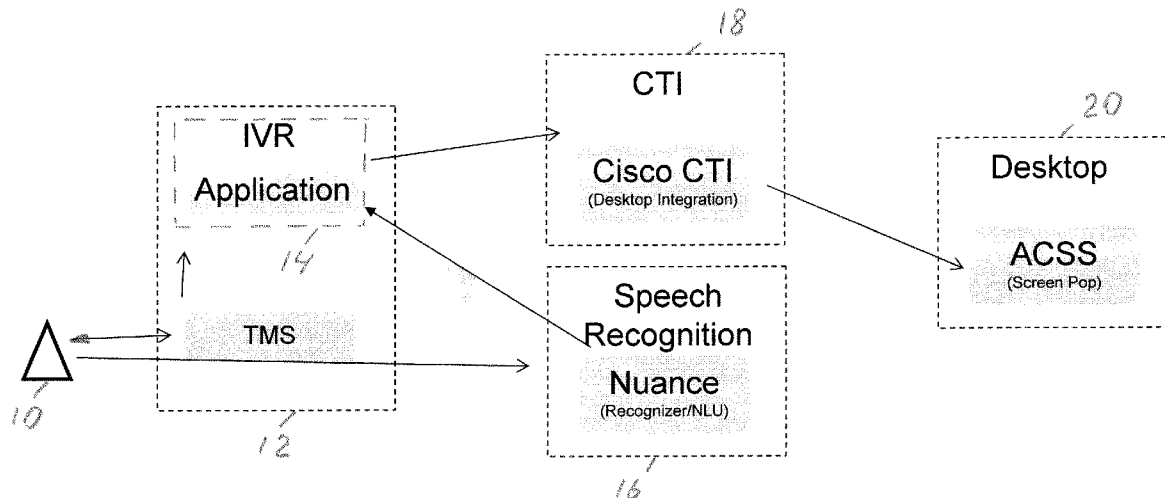 18
CTI
20
IVR
Application
Cisco CTI
(Desktop Integration)
Desktop
14
ACSS
(Screen Pop)
Speech
Recognition
TMS
Nuance
(Recognizer/NLU)
10
12
16